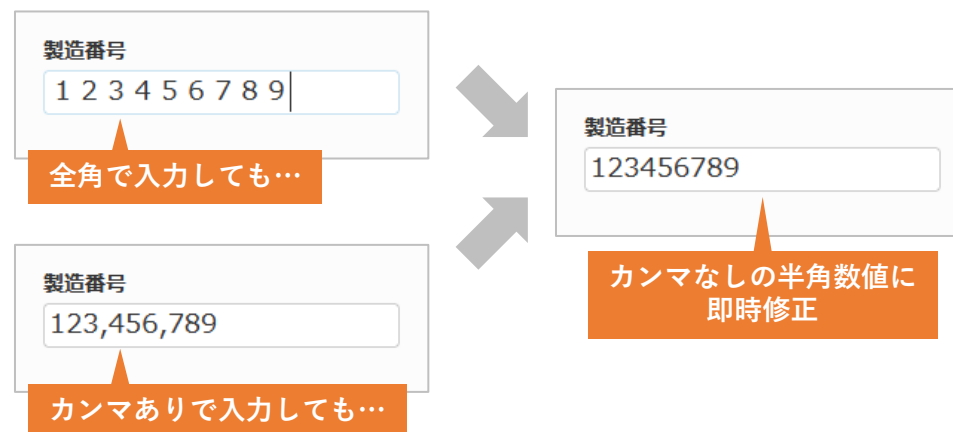 製造番号
１２３４５６７８９
全角で入力しても…
製造番号
123,456,789
カンマありで入力しても…
製造番号
123456789
カンマなしの半角数値に
即時修正